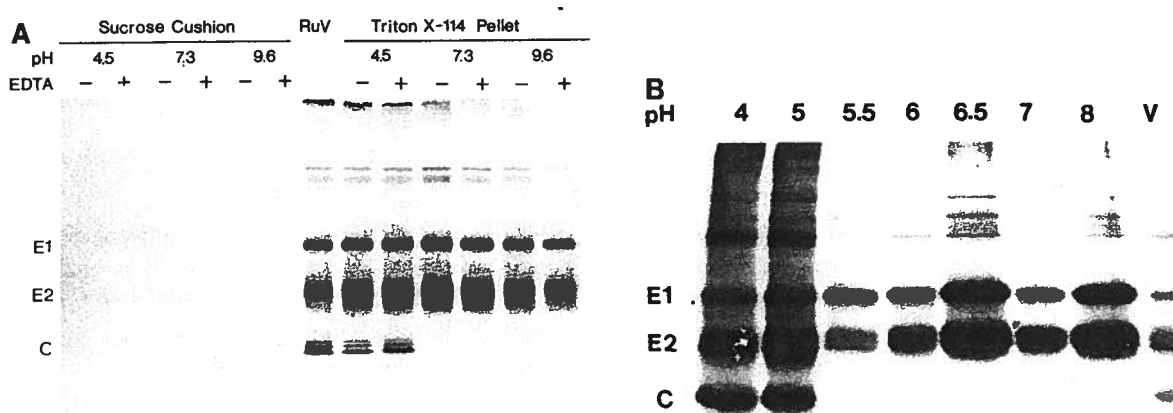 A
Sucrose Cushion RuV Triton X-114 Pellet
pH 4.5 7.3 9.6 4.5 7.3 9.6
EDTA − + − + − + − + − + − +
E1
E2
C
B
pH 4 5 5.5 6 6.5 7 8 V
E1
E2
C